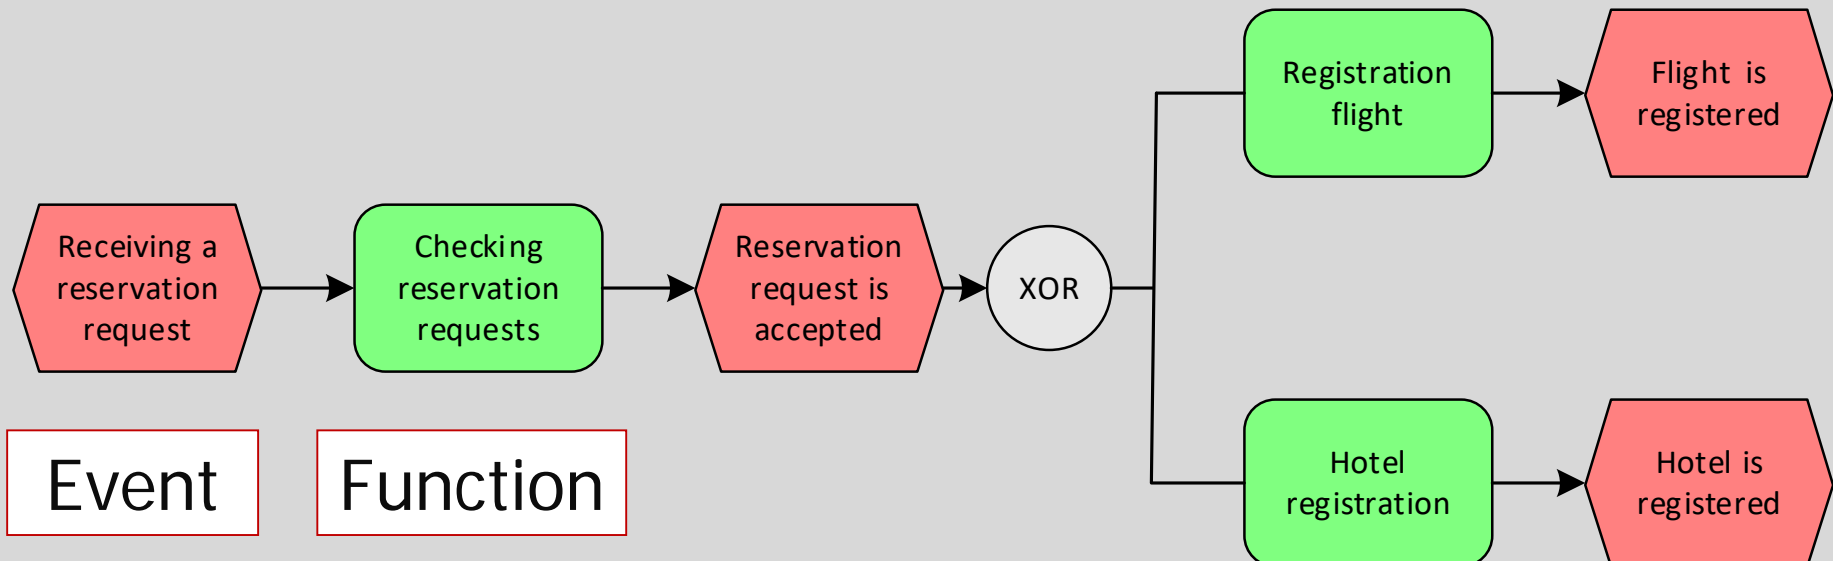 Receiving a
reservation
request
Checking
reservation
requests
Reservation
request is
accepted
XOR
Registration
flight
Flight is
registered
Hotel
registration
Hotel is
registered
Event
Function